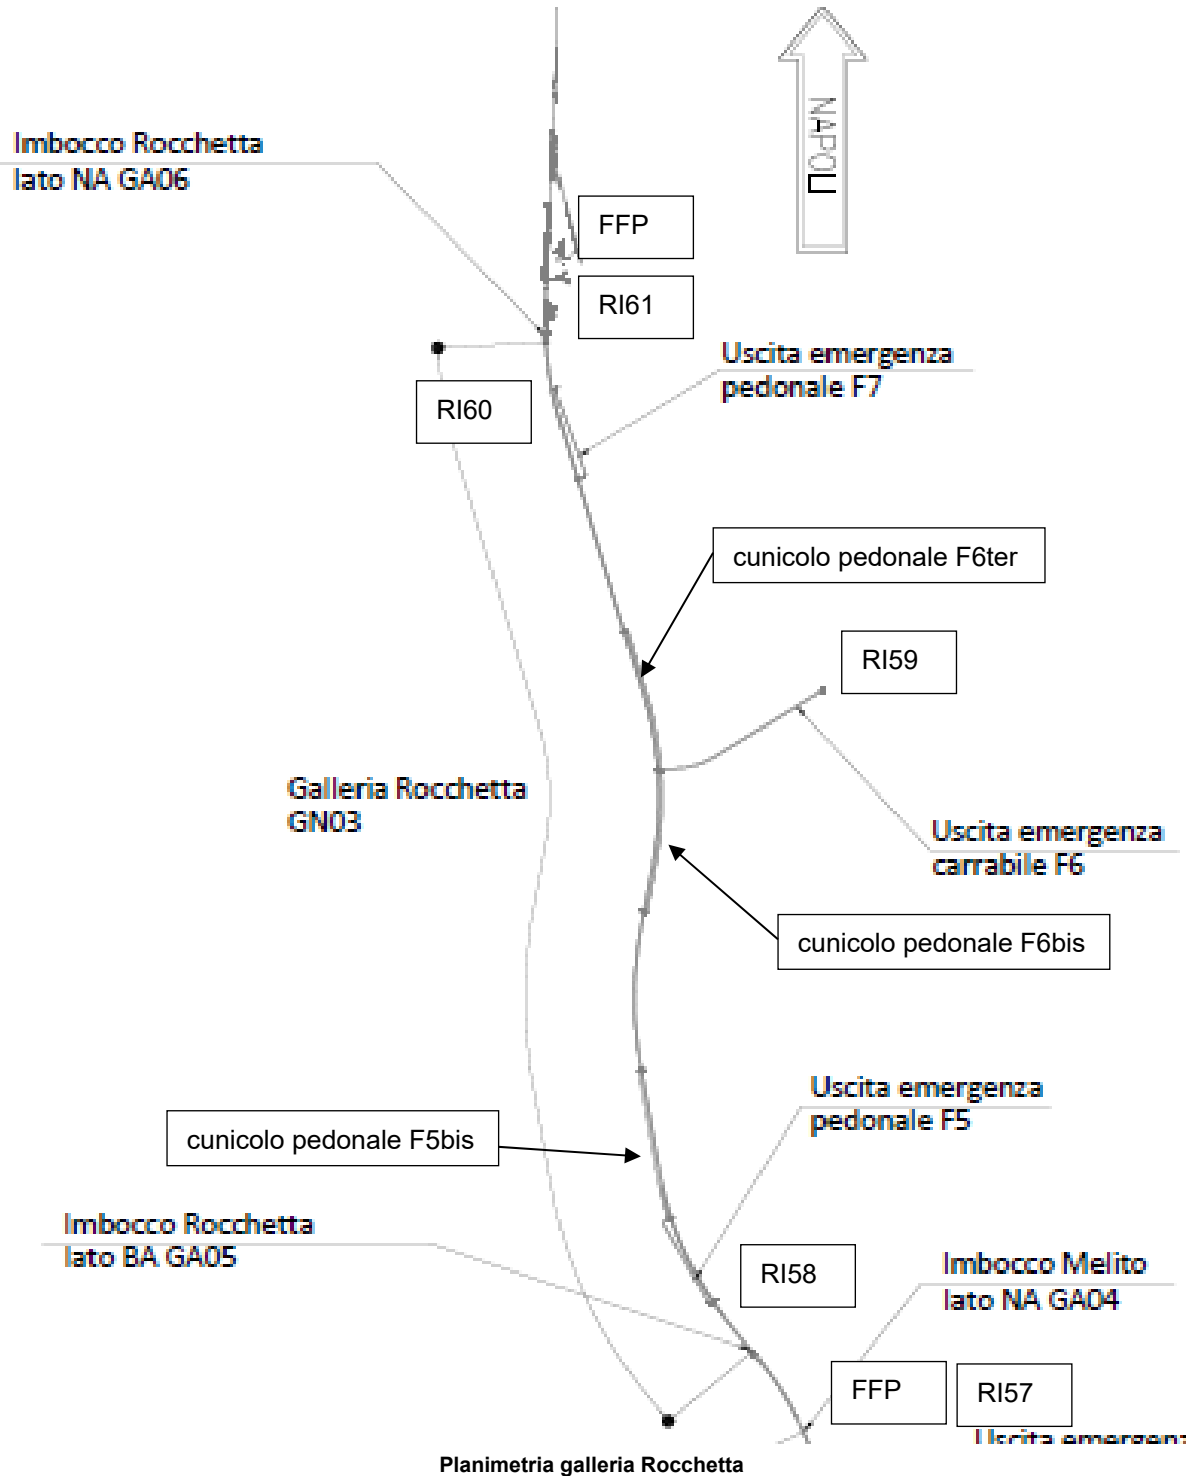 NAPOLI
Imbocco Rocchetta
lato NA GA06
FFP
RI61
Uscita emergenza
pedonale F7
RI60
cunicolo pedonale F6ter
RI59
Galleria Rocchetta
GN03
Uscita emergenza
carrabile F6
cunicolo pedonale F6bis
Uscita emergenza
pedonale F5
cunicolo pedonale F5bis
Imbocco Rocchetta
lato BA GA05
RI58
Imbocco Melito
lato NA GA04
FFP
RI57
Uscita emergenz
Planimetria galleria Rocchetta